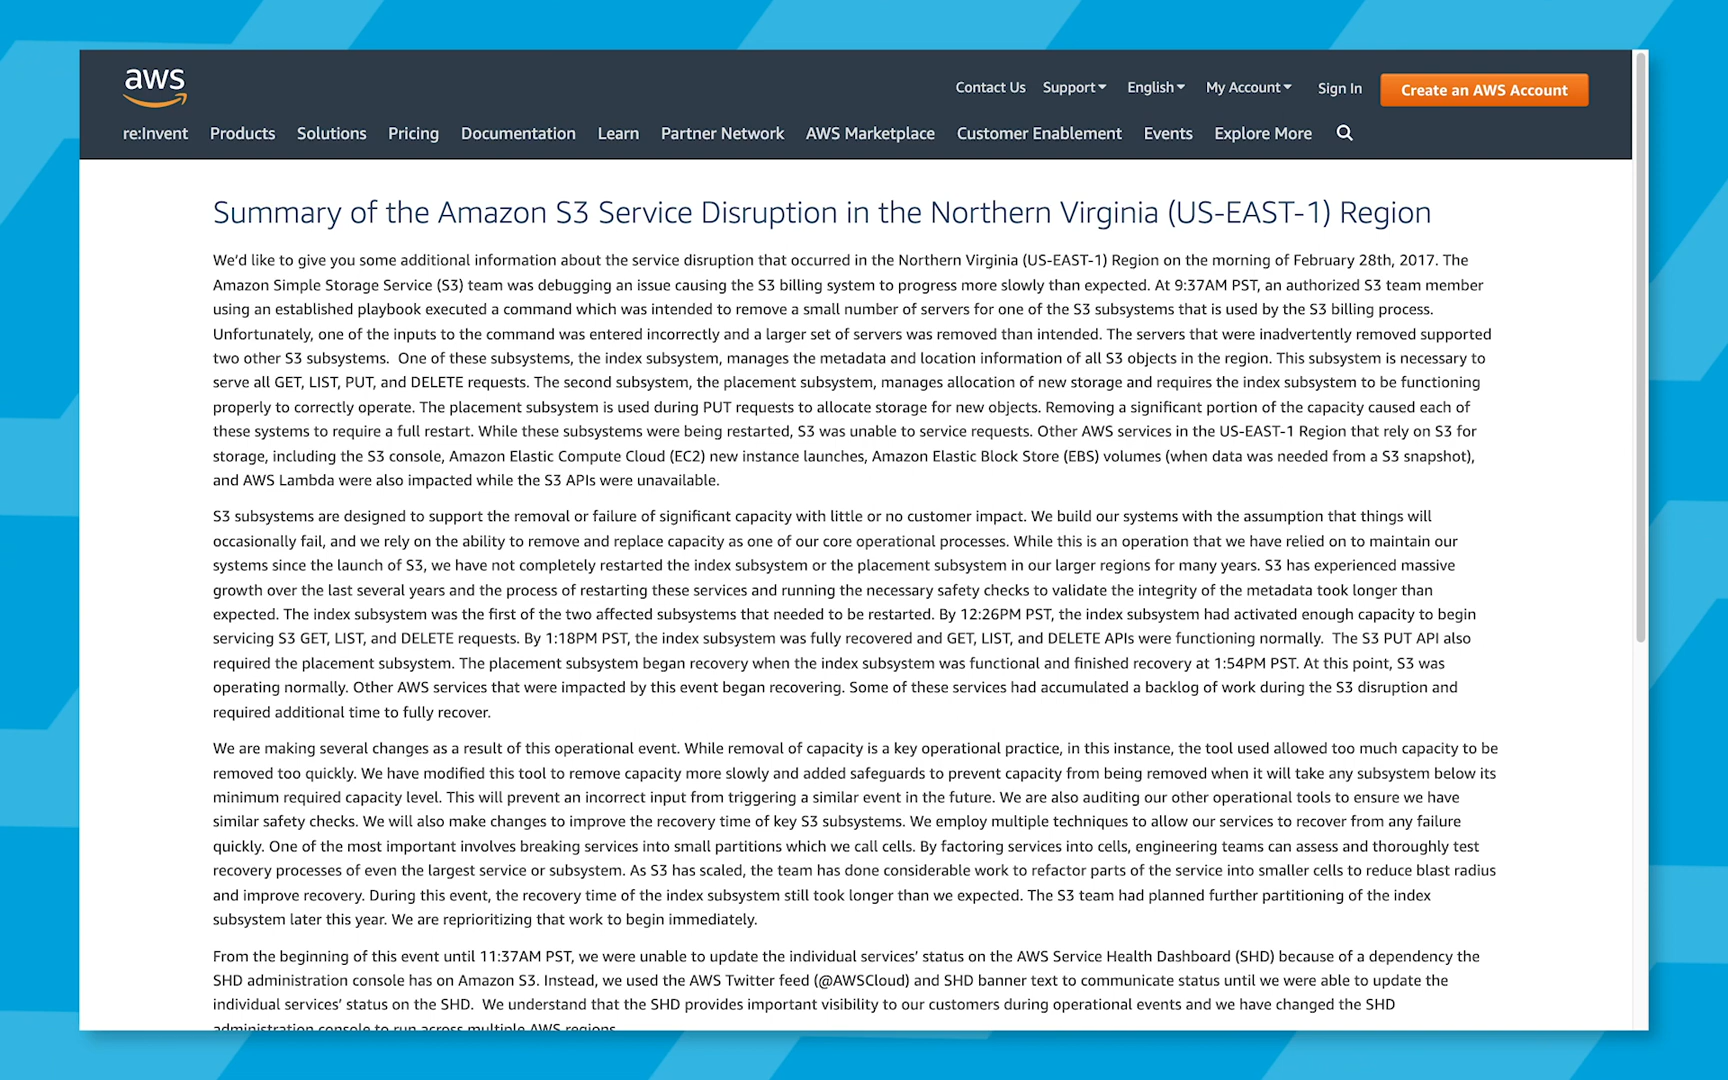 aws
Contact Us Support English My Account Sign In Create an AWS Account
re:Invent Products Solutions Pricing Documentation Learn Partner Network AWS Marketplace Customer Enablement Events Explore More
Summary of the Amazon S3 Service Disruption in the Northern Virginia (US-EAST-1) Region
We’d like to give you some additional information about the service disruption that occurred in the Northern Virginia (US-EAST-1) Region on the morning of February 28th, 2017. The
Amazon Simple Storage Service (S3) team was debugging an issue causing the S3 billing system to progress more slowly than expected. At 9:37AM PST, an authorized S3 team member
using an established playbook executed a command which was intended to remove a small number of servers for one of the S3 subsystems that is used by the S3 billing process.
Unfortunately, one of the inputs to the command was entered incorrectly and a larger set of servers was removed than intended. The servers that were inadvertently removed supported
two other S3 subsystems.  One of these subsystems, the index subsystem, manages the metadata and location information of all S3 objects in the region. This subsystem is necessary to
serve all GET, LIST, PUT, and DELETE requests. The second subsystem, the placement subsystem, manages allocation of new storage and requires the index subsystem to be functioning
properly to correctly operate. The placement subsystem is used during PUT requests to allocate storage for new objects. Removing a significant portion of the capacity caused each of
these systems to require a full restart. While these subsystems were being restarted, S3 was unable to service requests. Other AWS services in the US-EAST-1 Region that rely on S3 for
storage, including the S3 console, Amazon Elastic Compute Cloud (EC2) new instance launches, Amazon Elastic Block Store (EBS) volumes (when data was needed from a S3 snapshot),
and AWS Lambda were also impacted while the S3 APIs were unavailable.
S3 subsystems are designed to support the removal or failure of significant capacity with little or no customer impact. We build our systems with the assumption that things will
occasionally fail, and we rely on the ability to remove and replace capacity as one of our core operational processes. While this is an operation that we have relied on to maintain our
systems since the launch of S3, we have not completely restarted the index subsystem or the placement subsystem in our larger regions for many years. S3 has experienced massive
growth over the last several years and the process of restarting these services and running the necessary safety checks to validate the integrity of the metadata took longer than
expected. The index subsystem was the first of the two affected subsystems that needed to be restarted. By 12:26PM PST, the index subsystem had activated enough capacity to begin
servicing S3 GET, LIST, and DELETE requests. By 1:18PM PST, the index subsystem was fully recovered and GET, LIST, and DELETE APIs were functioning normally.  The S3 PUT API also
required the placement subsystem. The placement subsystem began recovery when the index subsystem was functional and finished recovery at 1:54PM PST. At this point, S3 was
operating normally. Other AWS services that were impacted by this event began recovering. Some of these services had accumulated a backlog of work during the S3 disruption and
required additional time to fully recover.
We are making several changes as a result of this operational event. While removal of capacity is a key operational practice, in this instance, the tool used allowed too much capacity to be
removed too quickly. We have modified this tool to remove capacity more slowly and added safeguards to prevent capacity from being removed when it will take any subsystem below its
minimum required capacity level. This will prevent an incorrect input from triggering a similar event in the future. We are also auditing our other operational tools to ensure we have
similar safety checks. We will also make changes to improve the recovery time of key S3 subsystems. We employ multiple techniques to allow our services to recover from any failure
quickly. One of the most important involves breaking services into small partitions which we call cells. By factoring services into cells, engineering teams can assess and thoroughly test
recovery processes of even the largest service or subsystem. As S3 has scaled, the team has done considerable work to refactor parts of the service into smaller cells to reduce blast radius
and improve recovery. During this event, the recovery time of the index subsystem still took longer than we expected. The S3 team had planned further partitioning of the index
subsystem later this year. We are reprioritizing that work to begin immediately.
From the beginning of this event until 11:37AM PST, we were unable to update the individual services’ status on the AWS Service Health Dashboard (SHD) because of a dependency the
SHD administration console has on Amazon S3. Instead, we used the AWS Twitter feed (@AWSCloud) and SHD banner text to communicate status until we were able to update the
individual services’ status on the SHD.  We understand that the SHD provides important visibility to our customers during operational events and we have changed the SHD
administration console to run across multiple AWS regions.